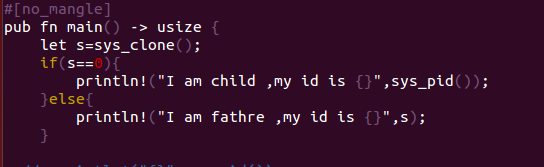 #[no_mangle]
pub fn main() -> usize {
    let s=sys_clone();
    if(s==0){
        println!("I am child ,my id is {}",sys_pid());
    }else{
        println!("I am fathre ,my id is {}",s);
    }